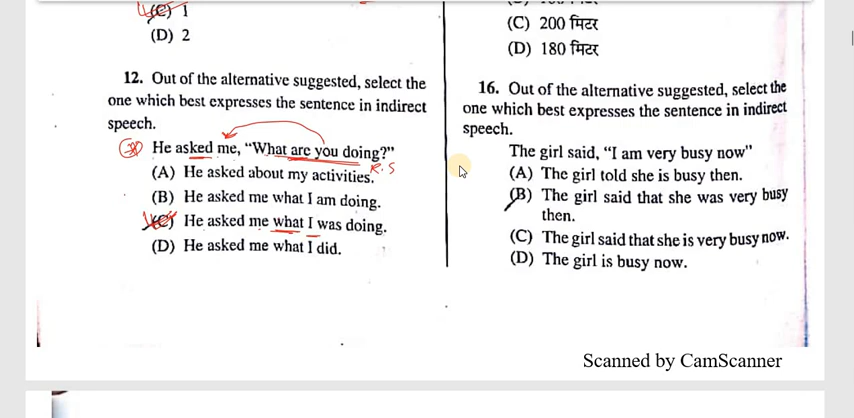 (C) 1
(D) 2
12. Out of the alternative suggested, select the
one which best expresses the sentence in indirect
speech.
He asked me, “What are you doing?”
(A) He asked about my activities.
R.S
(B) He asked me what I am doing.
(C) He asked me what I was doing.
(D) He asked me what I did.
(C) 200 मिटर
(D) 180 मिटर
16. Out of the alternative suggested, select the
one which best expresses the sentence in indirect
speech.
The girl said, “I am very busy now"
(A) The girl told she is busy then.
(B) The girl said that she was very busy
then.
(C) The girl said that she is very busy now.
(D) The girl is busy now.
Scanned by CamScanner